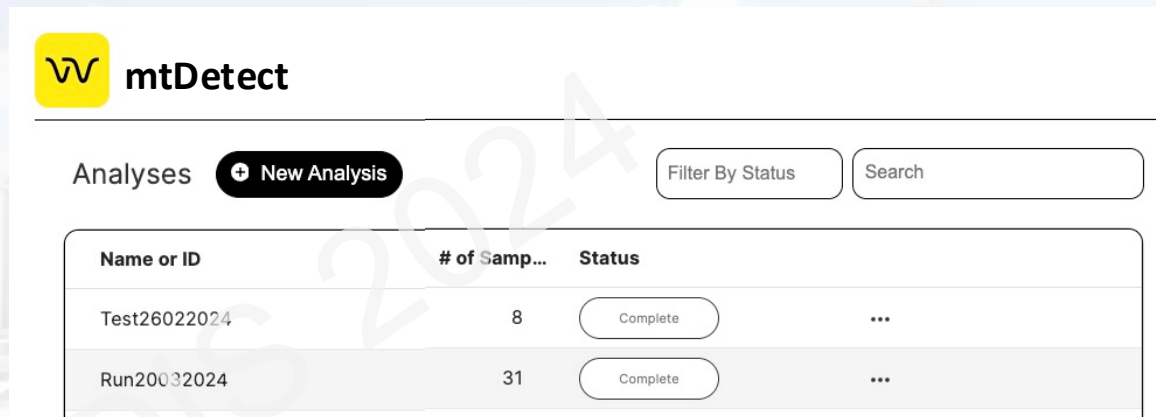 mtDetect
Analyses New Analysis Filter By Status Search
Name or ID # of Samp... Status
Test26022024 8 Complete ...
Run20032024 31 Complete ...
2024